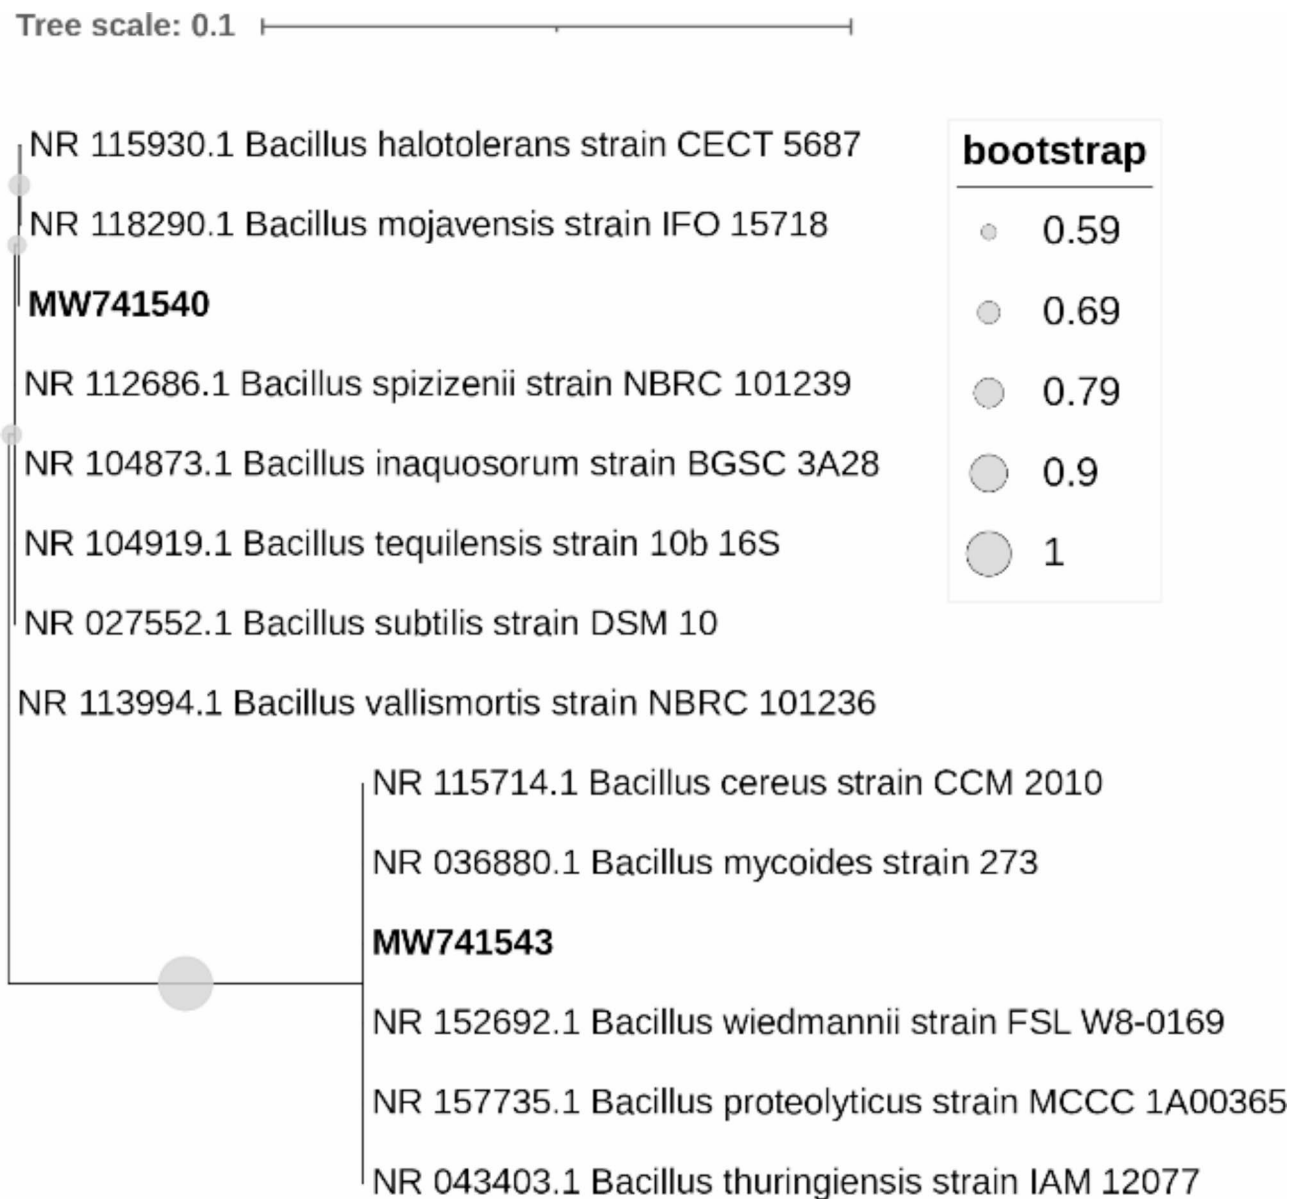 Tree scale: 0.1
NR 115930.1 Bacillus halotolerans strain CECT 5687
NR 118290.1 Bacillus mojavensis strain IFO 15718
MW741540
NR 112686.1 Bacillus spizizenii strain NBRC 101239
NR 104873.1 Bacillus inaquosorum strain BGSC 3A28
NR 104919.1 Bacillus tequilensis strain 10b 16S
NR 027552.1 Bacillus subtilis strain DSM 10
NR 113994.1 Bacillus vallismortis strain NBRC 101236
NR 115714.1 Bacillus cereus strain CCM 2010
NR 036880.1 Bacillus mycoides strain 273
MW741543
NR 152692.1 Bacillus wiedmannii strain FSL W8-0169
NR 157735.1 Bacillus proteolyticus strain MCCC 1A00365
NR 043403.1 Bacillus thuringiensis strain IAM 12077
bootstrap
0.59
0.69
0.79
0.9
1